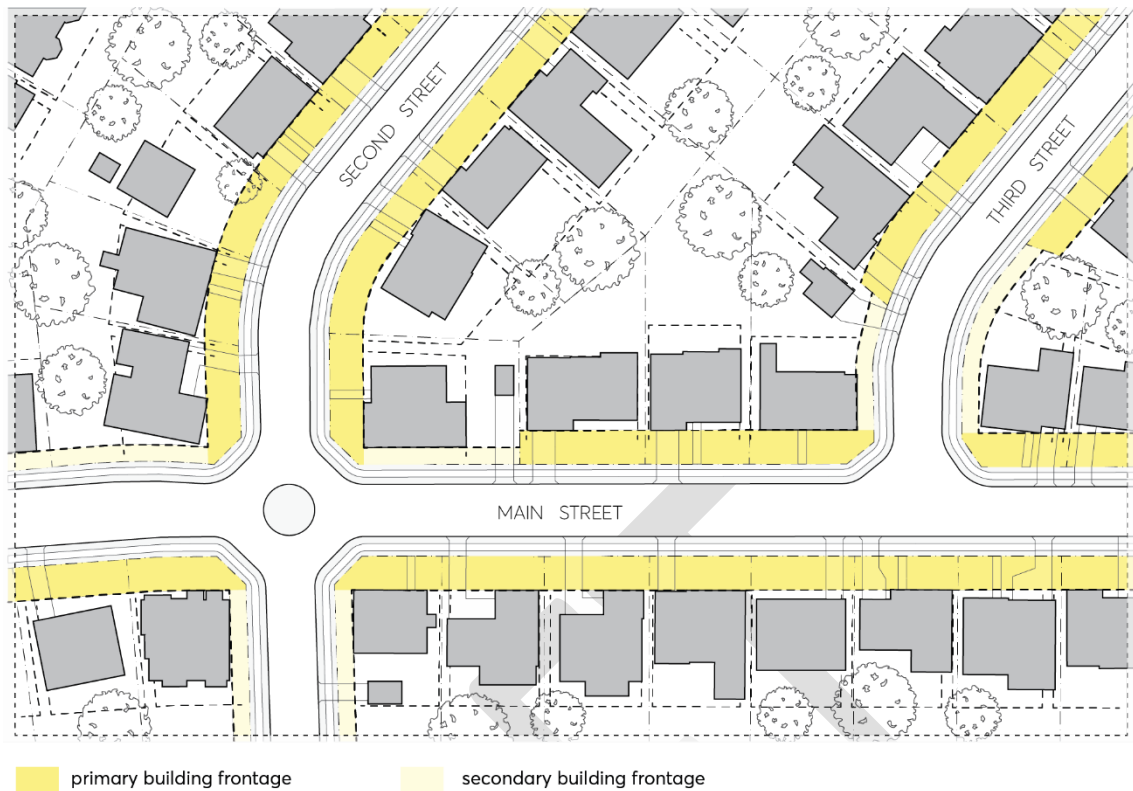 SECOND STREET
THIRD STREET
MAIN STREET
primary building frontage
secondary building frontage